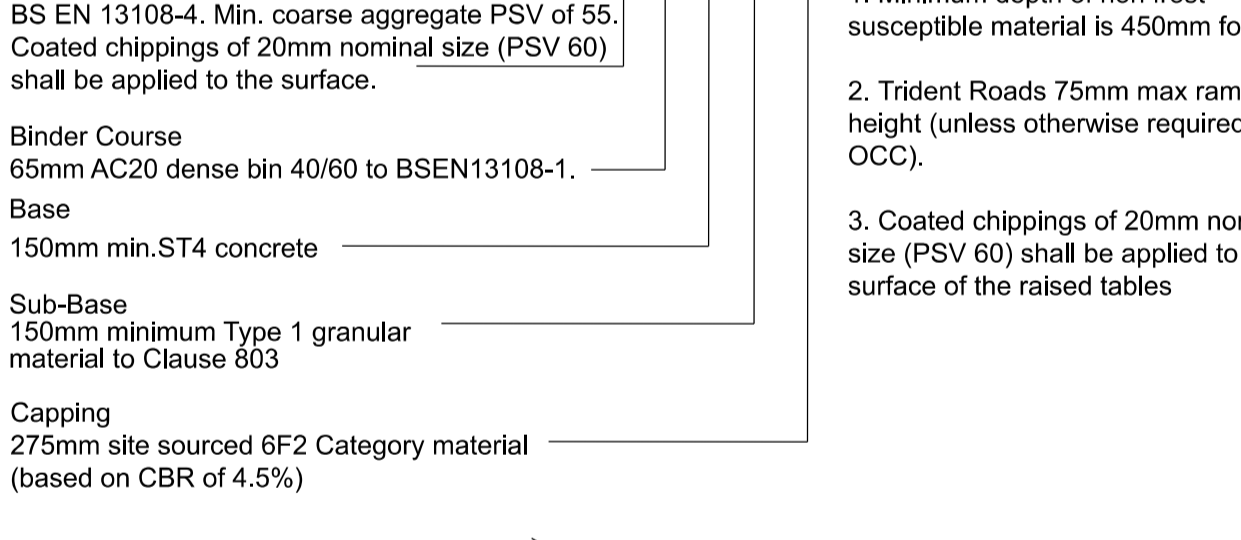 BS EN 13108-4. Min. coarse aggregate PSV of 55.
Coated chippings of 20mm nominal size (PSV 60)
shall be applied to the surface.
Binder Course
65mm AC20 dense bin 40/60 to BSEN13108-1.
Base
150mm min.ST4 concrete
Sub-Base
150mm minimum Type 1 granular
material to Clause 803
Capping
275mm site sourced 6F2 Category material
(based on CBR of 4.5%)
susceptible material is 450mm
2. Trident Roads 75mm max
height (unless otherwise
OCC).
3. Coated chippings of 20mm
size (PSV 60) shall be applied to
surface of the raised tables